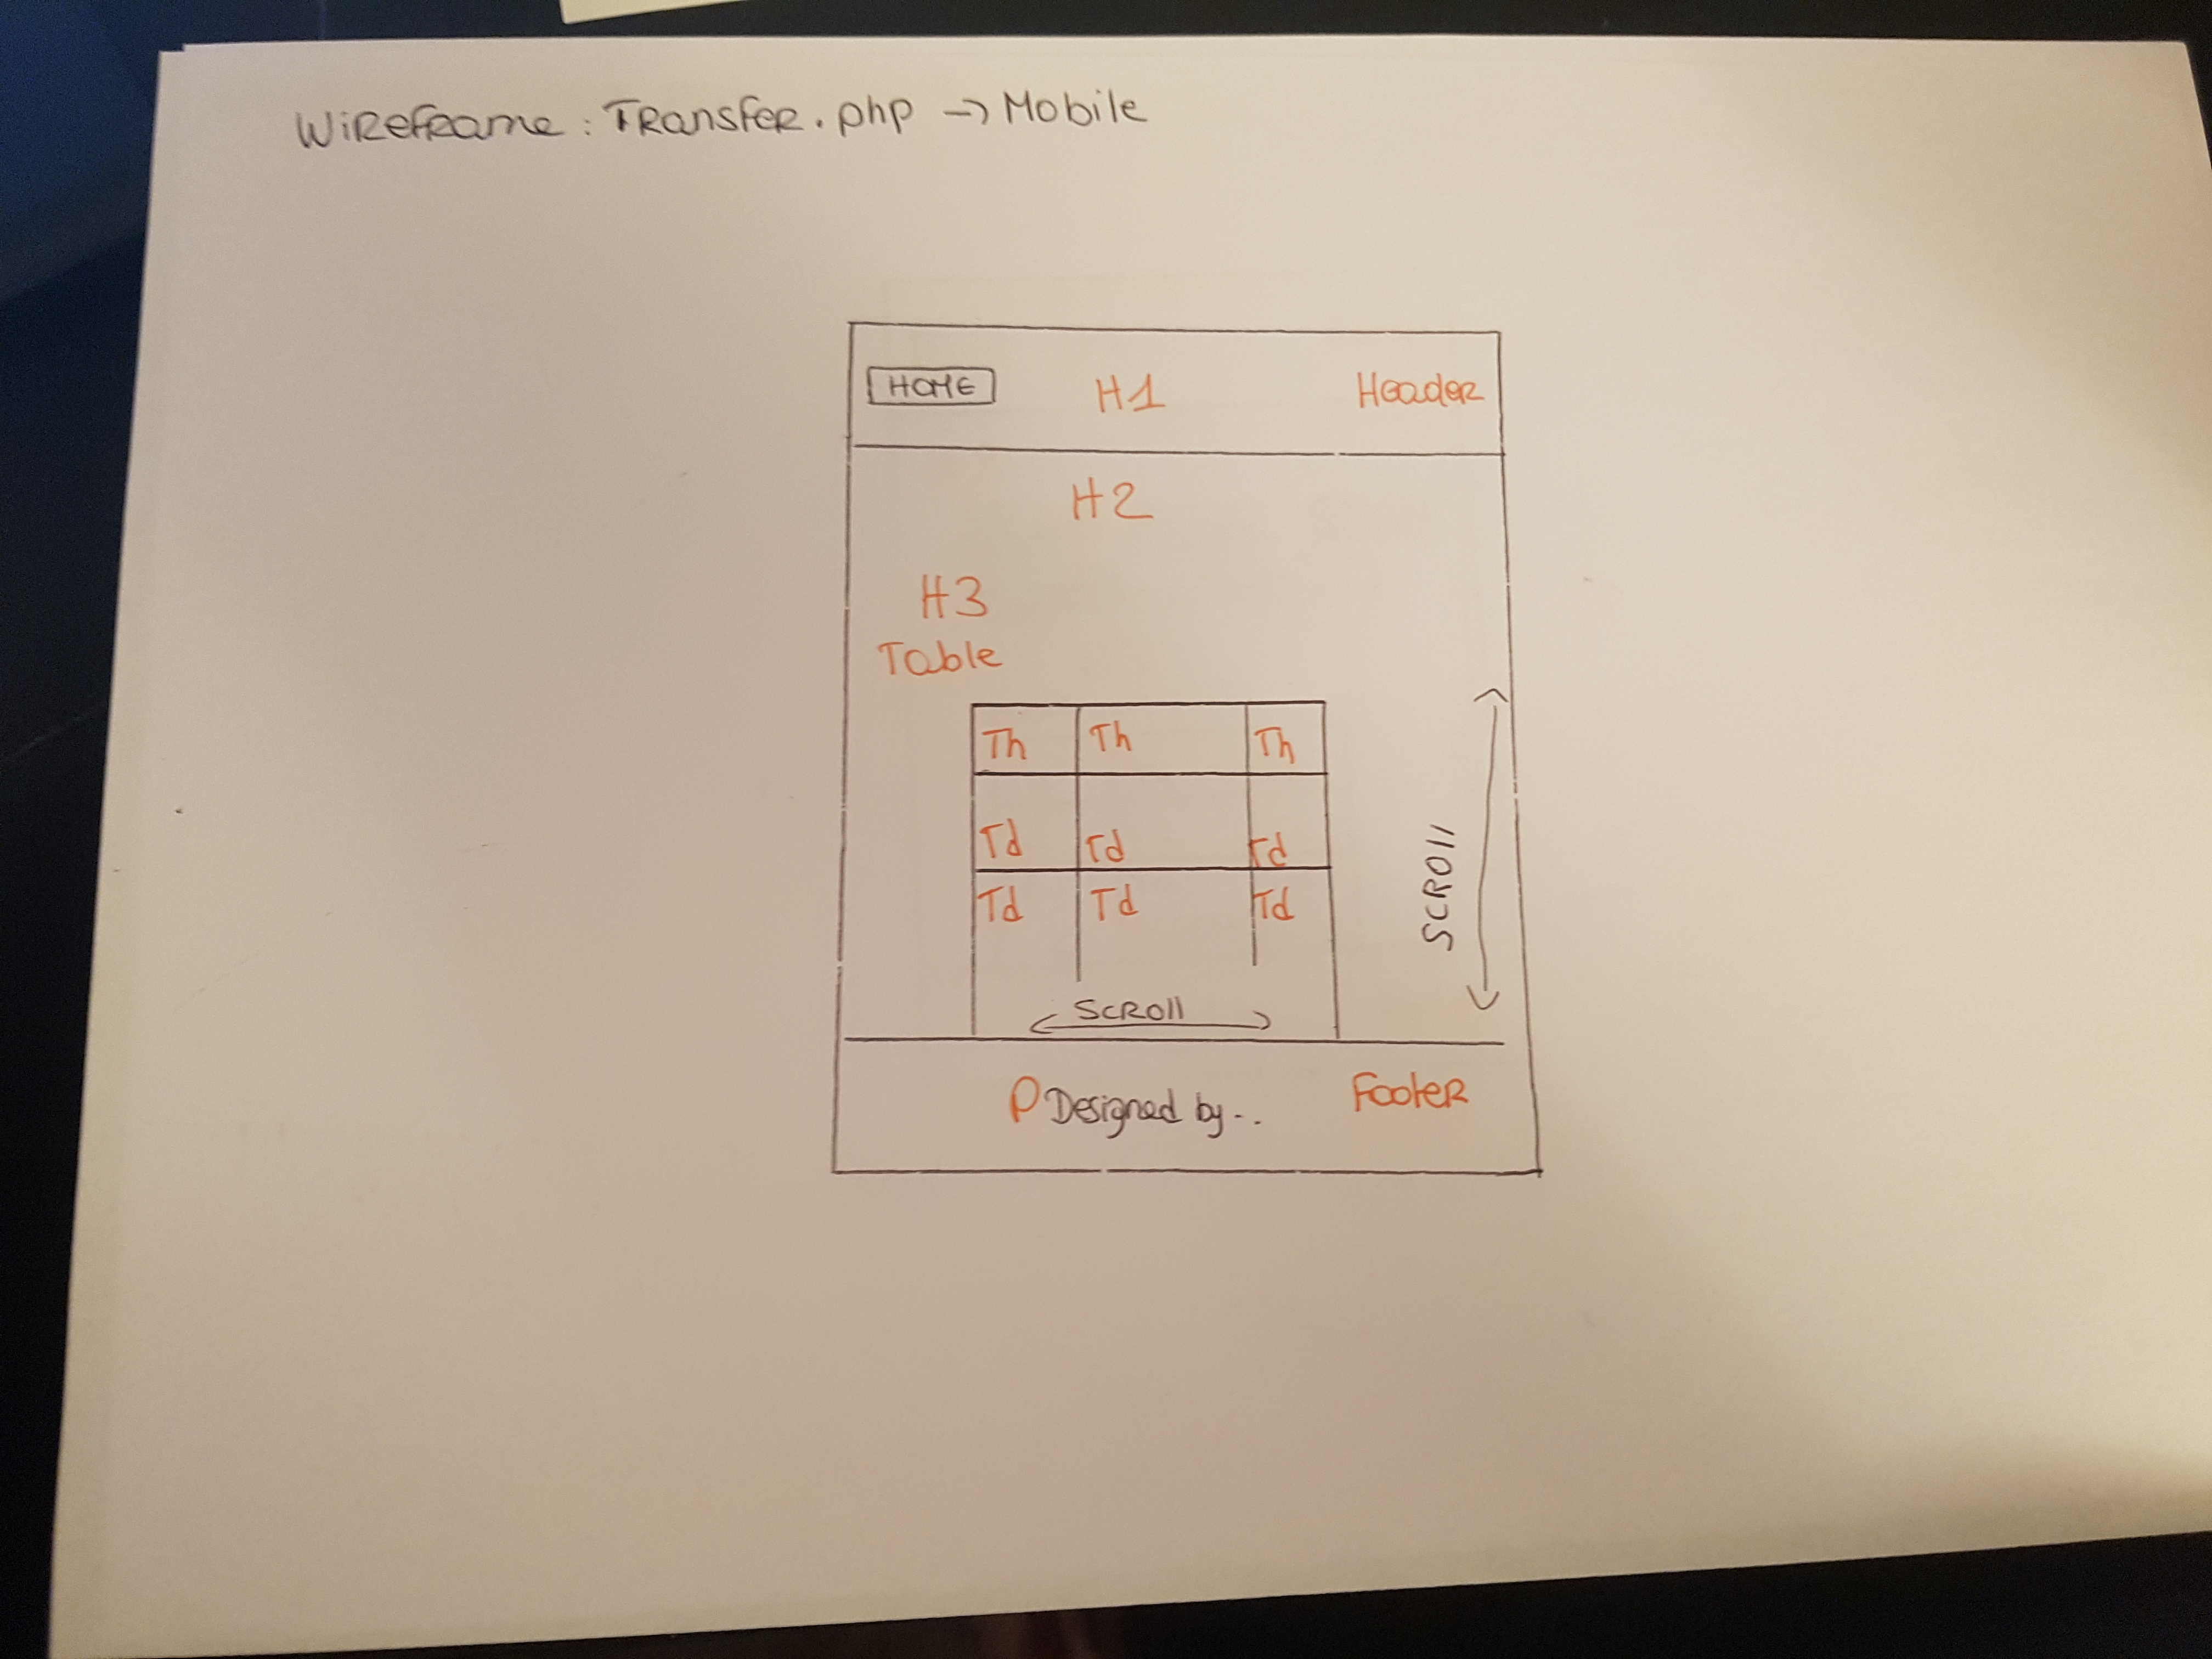 Wireframe: Transfer.php → Mobile
HOME H1 Header
H2
H3
Table
Th Th Th
Td Td Td
Td Td Td
Scroll
Scroll
P Designed by...
Footer